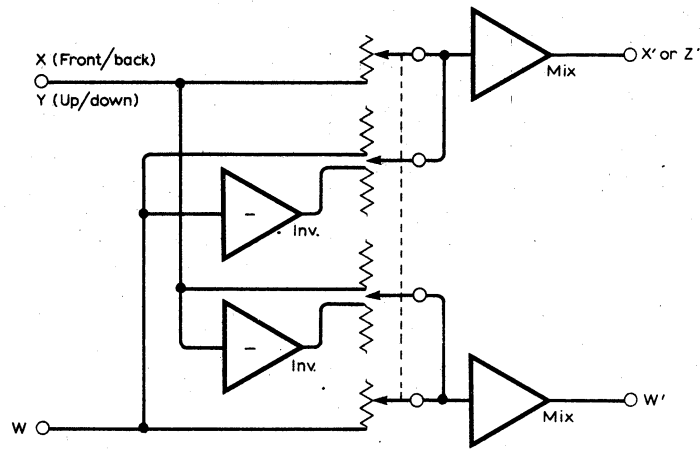 X (Front/back)
Y (Up/down)
X' or Z'
Mix
–
Inv.
–
Inv.
W
W'
Mix